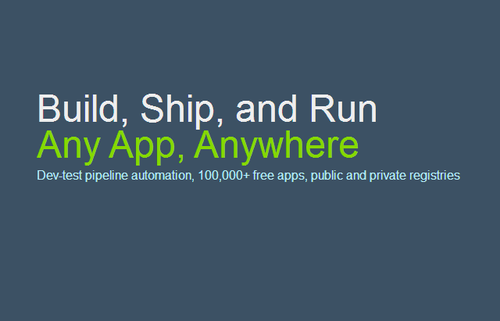 Build, Ship, and Run
Any App, Anywhere
Dev-test pipeline automation, 100,000+ free apps, public and private registries